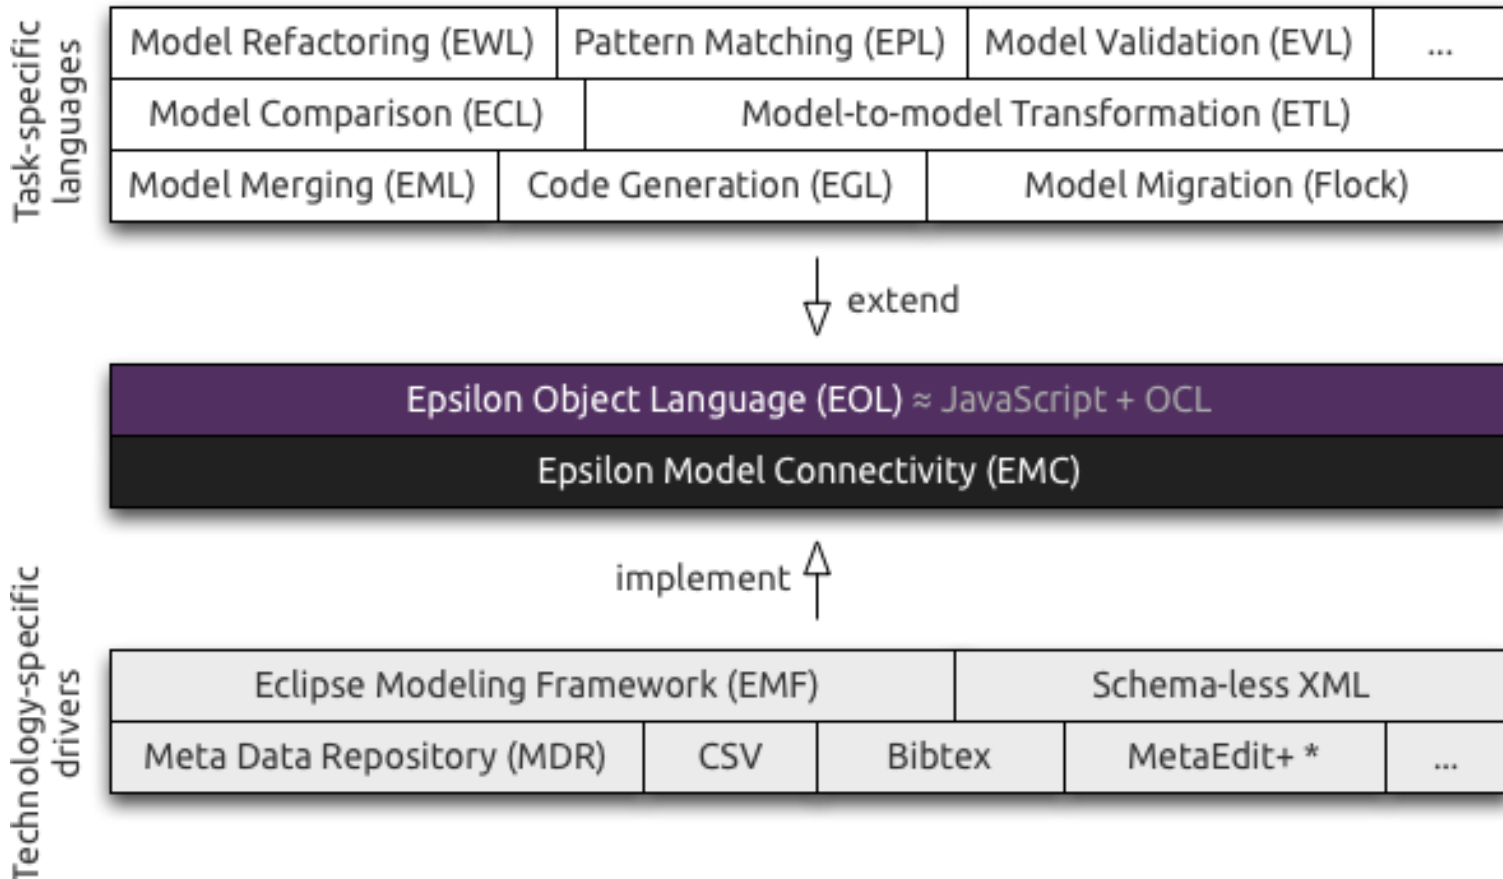 Task-specific
languages
Model Refactoring (EWL) Pattern Matching (EPL) Model Validation (EVL) ...
Model Comparison (ECL) Model-to-model Transformation (ETL)
Model Merging (EML) Code Generation (EGL) Model Migration (Flock)
extend
Epsilon Object Language (EOL) ≈ JavaScript + OCL
Epsilon Model Connectivity (EMC)
implement
Technology-specific
drivers
Eclipse Modeling Framework (EMF) Schema-less XML
Meta Data Repository (MDR) CSV Bibtex MetaEdit+ * ...